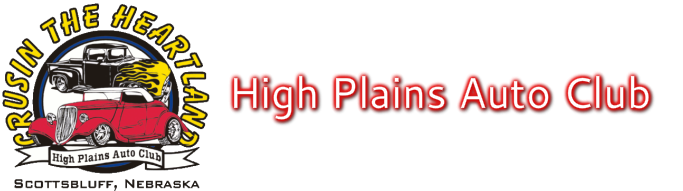 CRUSIN THE HEARTLAND
High Plains Auto Club
SCOTTSBLUFF, NEBRASKA
High Plains Auto Club